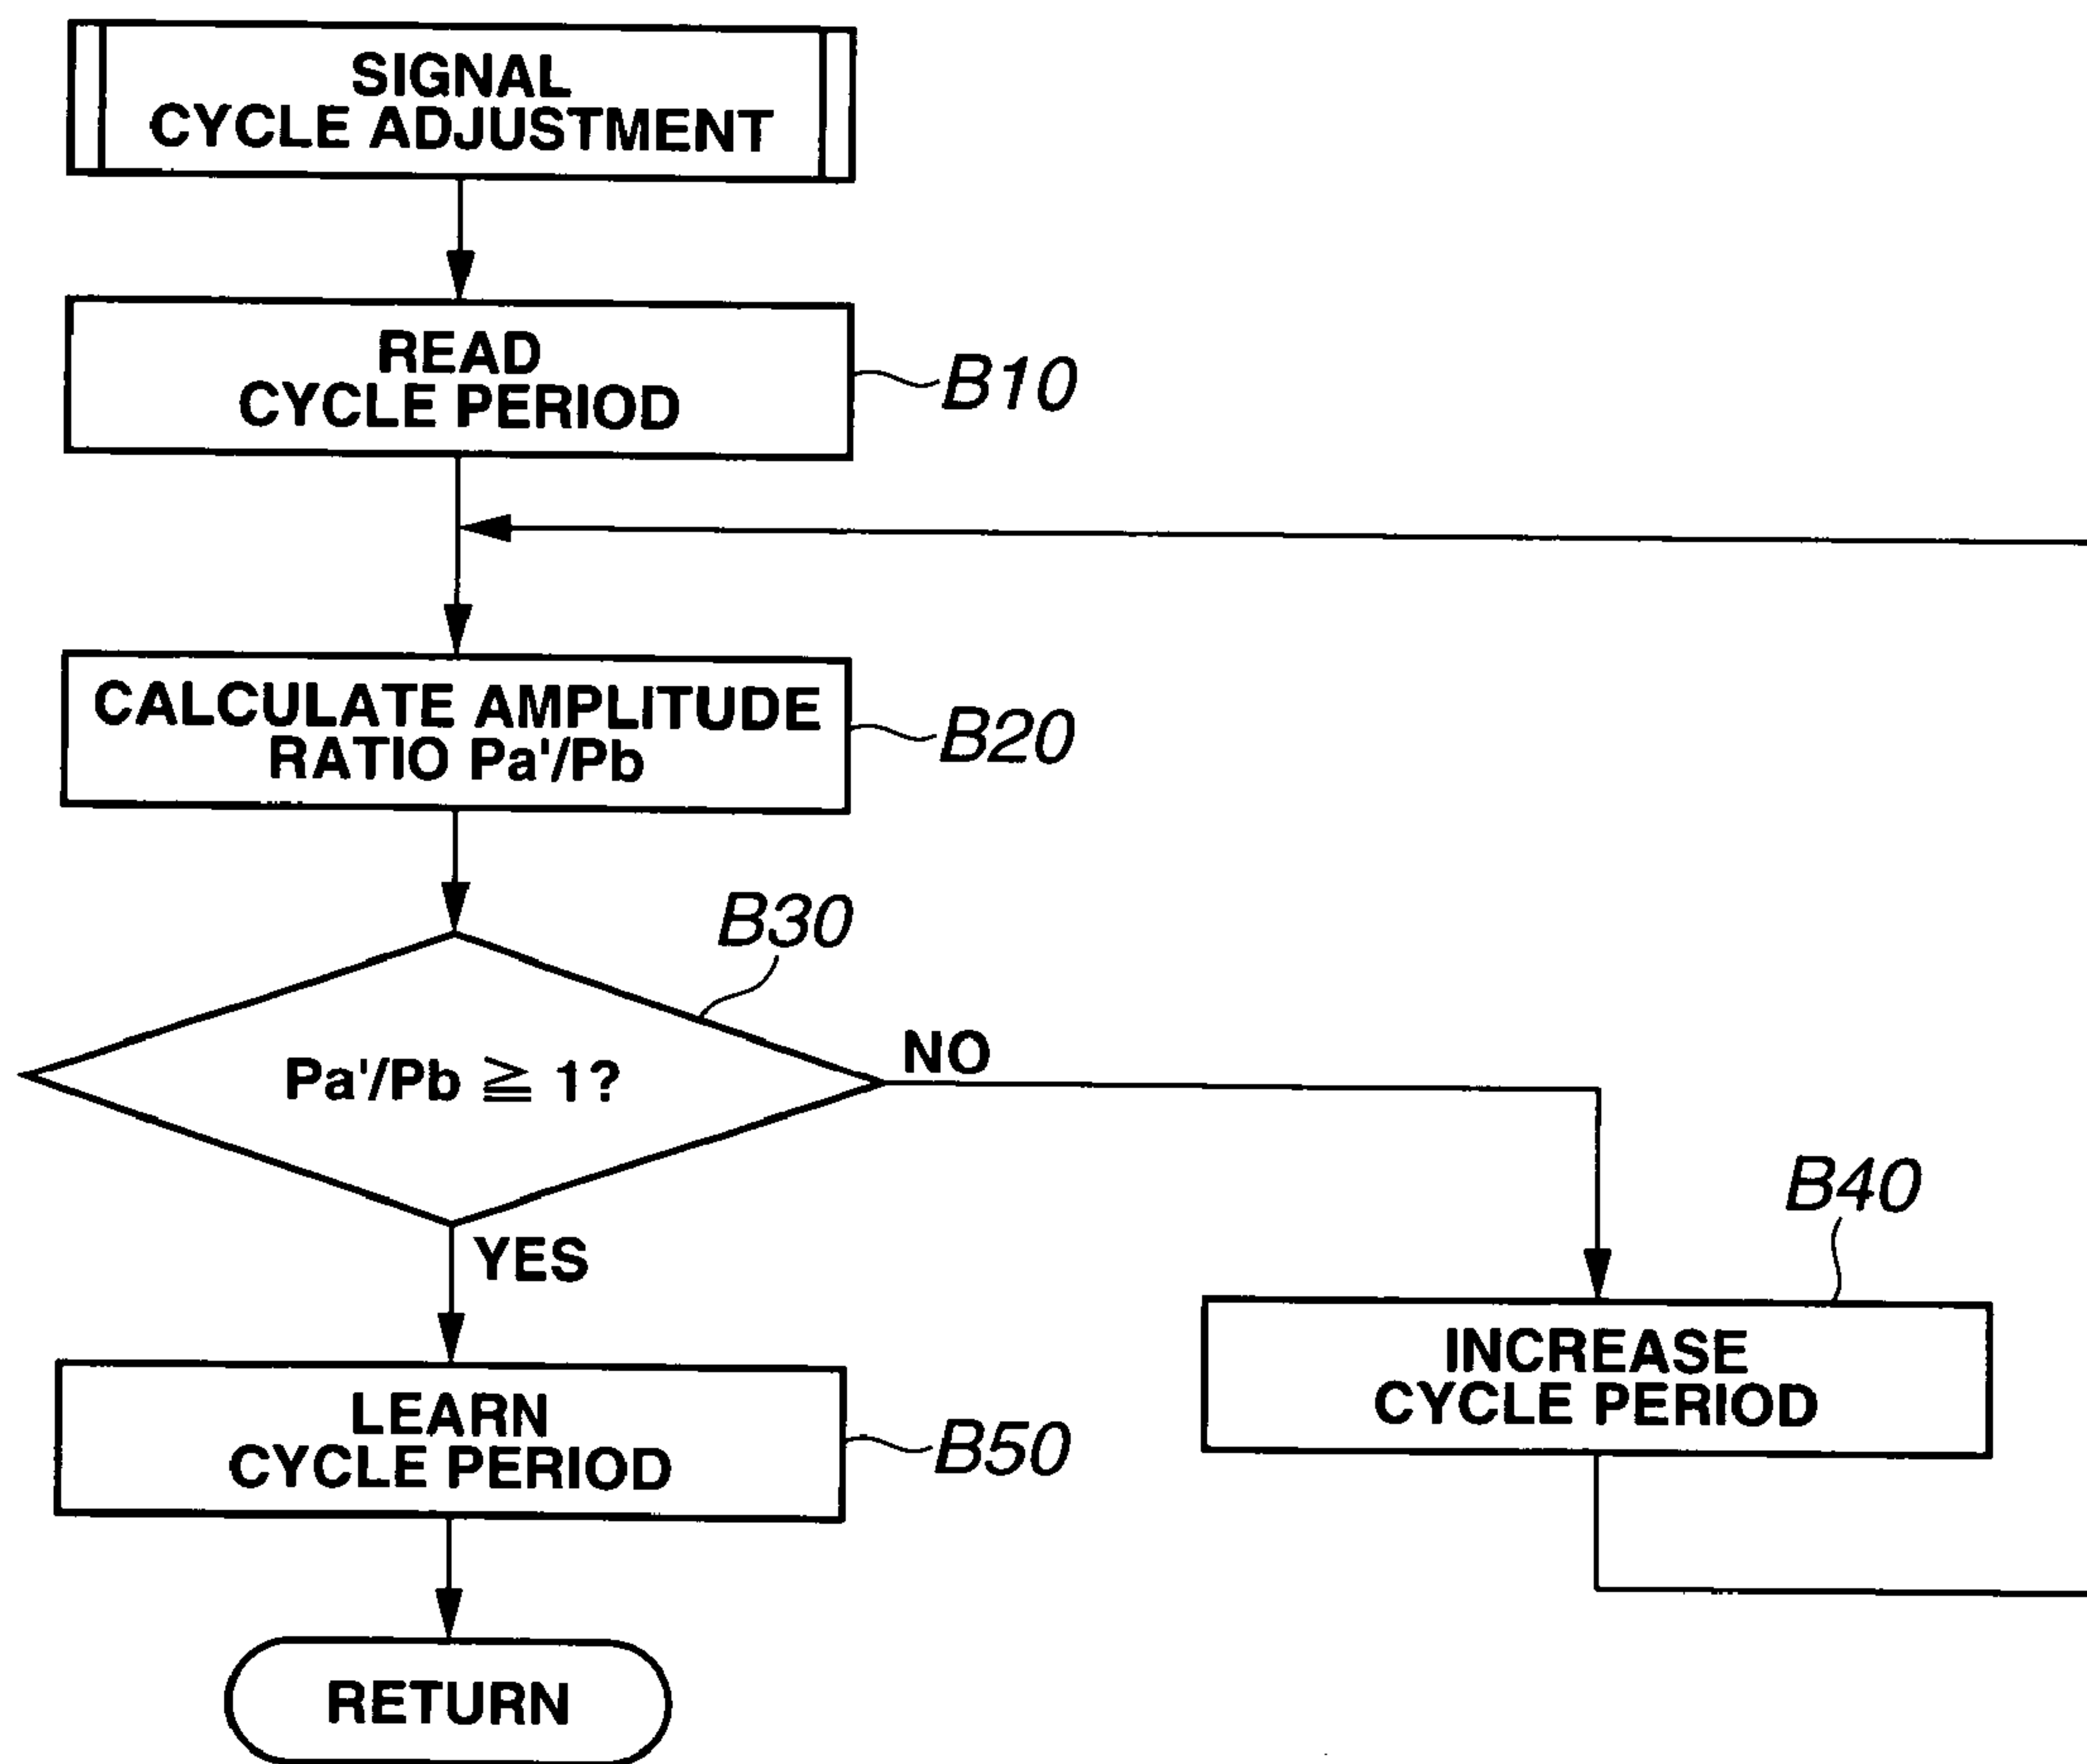 SIGNAL
CYCLE ADJUSTMENT
READ
CYCLE PERIOD
B10
CALCULATE AMPLITUDE
RATIO Pa'/Pb
B20
B30
Pa'/Pb ≧ 1?
NO
YES
B40
INCREASE
CYCLE PERIOD
LEARN
CYCLE PERIOD
B50
RETURN